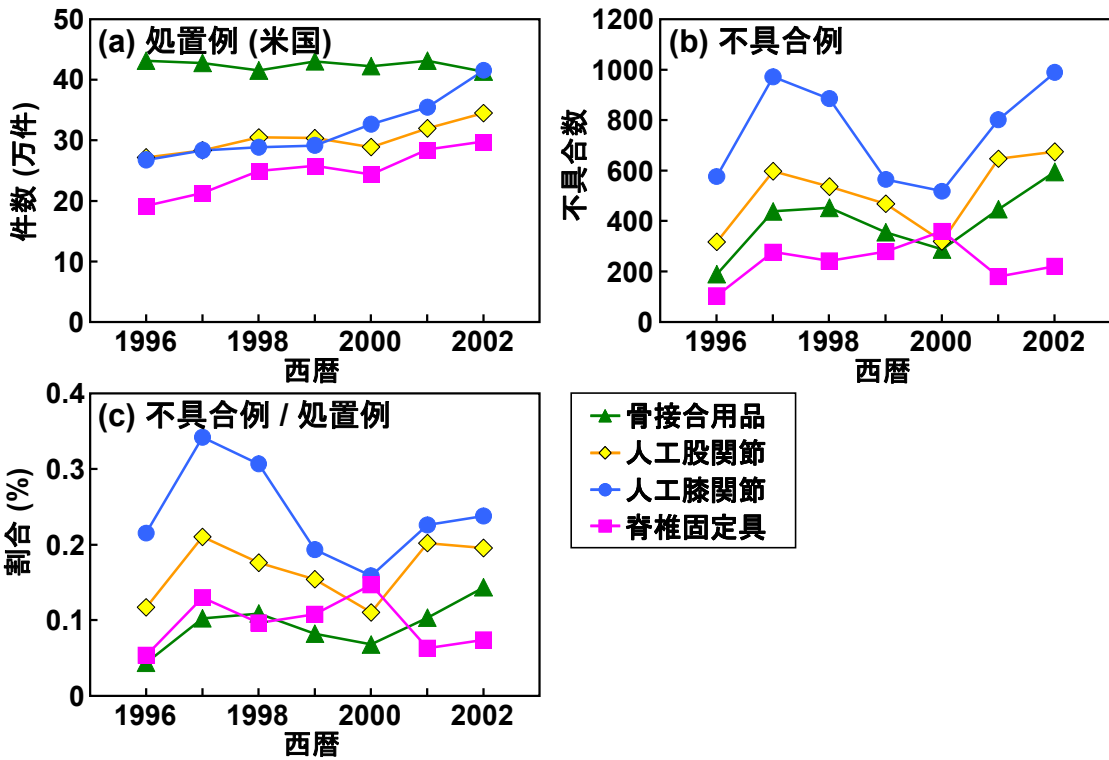 (a) 処置例 (米国)
件数 (万件)
50
40
30
20
10
0
1996 1998 2000 2002
西暦
(b) 不具合例
不具合数
1200
1000
800
600
400
200
0
1996 1998 2000 2002
西暦
(c) 不具合例 / 処置例
割合 (%)
0.4
0.3
0.2
0.1
0
1996 1998 2000 2002
西暦
骨接合用品
人工股関節
人工膝関節
脊椎固定具